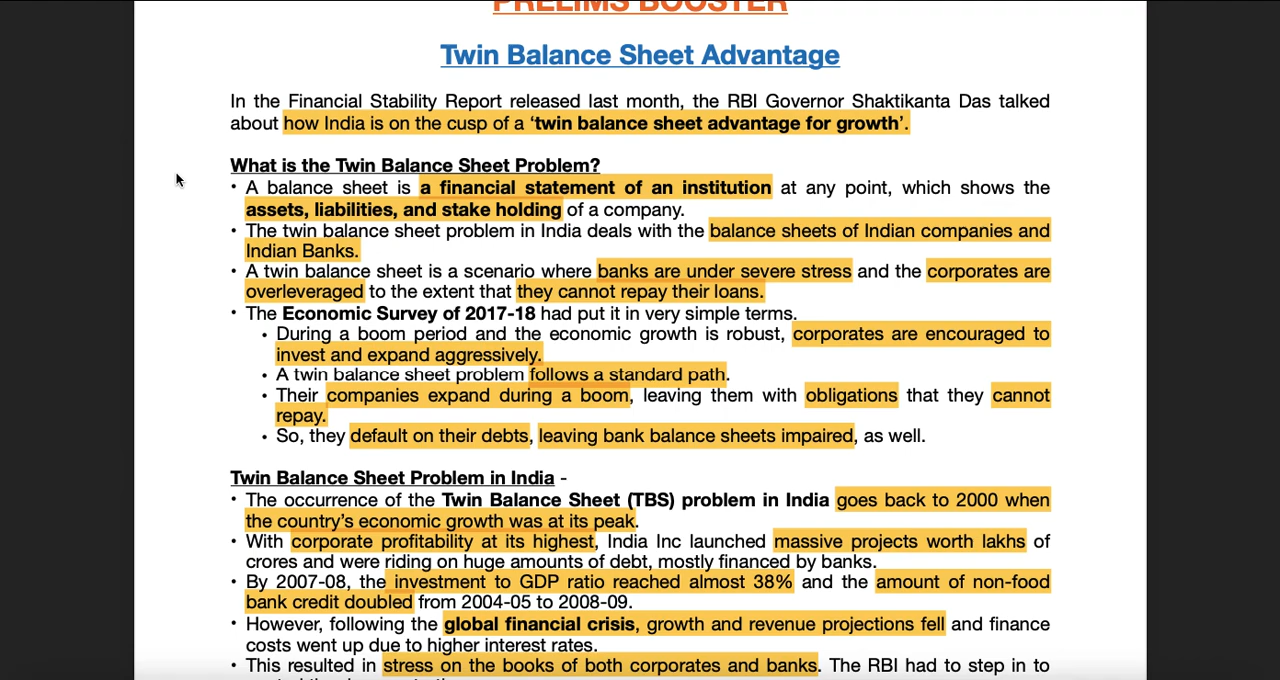 PRELIMS BOOSTER
Twin Balance Sheet Advantage
In the Financial Stability Report released last month, the RBI Governor Shaktikanta Das talked
about how India is on the cusp of a ‘twin balance sheet advantage for growth’.
What is the Twin Balance Sheet Problem?
• A balance sheet is a financial statement of an institution at any point, which shows the
assets, liabilities, and stake holding of a company.
• The twin balance sheet problem in India deals with the balance sheets of Indian companies and
Indian Banks.
• A twin balance sheet is a scenario where banks are under severe stress and the corporates are
overleveraged to the extent that they cannot repay their loans.
• The Economic Survey of 2017-18 had put it in very simple terms.
• During a boom period and the economic growth is robust, corporates are encouraged to
invest and expand aggressively.
• A twin balance sheet problem follows a standard path.
• Their companies expand during a boom, leaving them with obligations that they cannot
repay.
• So, they default on their debts, leaving bank balance sheets impaired, as well.
Twin Balance Sheet Problem in India -
• The occurrence of the Twin Balance Sheet (TBS) problem in India goes back to 2000 when
the country’s economic growth was at its peak.
• With corporate profitability at its highest, India Inc launched massive projects worth lakhs of
crores and were riding on huge amounts of debt, mostly financed by banks.
• By 2007-08, the investment to GDP ratio reached almost 38% and the amount of non-food
bank credit doubled from 2004-05 to 2008-09.
• However, following the global financial crisis, growth and revenue projections fell and finance
costs went up due to higher interest rates.
• This resulted in stress on the books of both corporates and banks. The RBI had to step in to